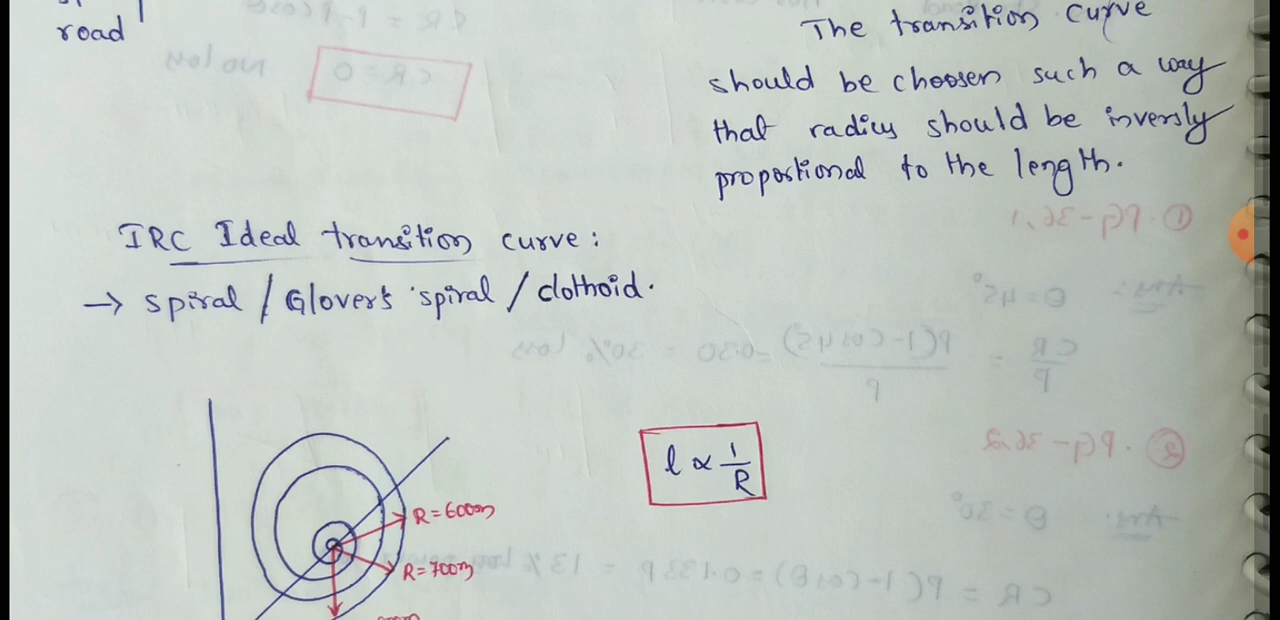 road
The transition curve
should be choosen such a way
that radius should be inversly
proportional to the length.
IRC Ideal transition curve:
→ spiral / Glover's spiral / clothoid.
l ∝ 1/R
R=600m
R=700m